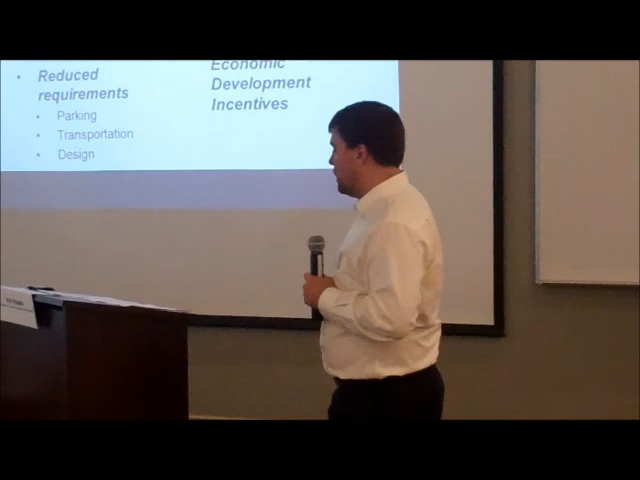 • Reduced
requirements
• Parking
• Transportation
• Design
Economic
Development
Incentives